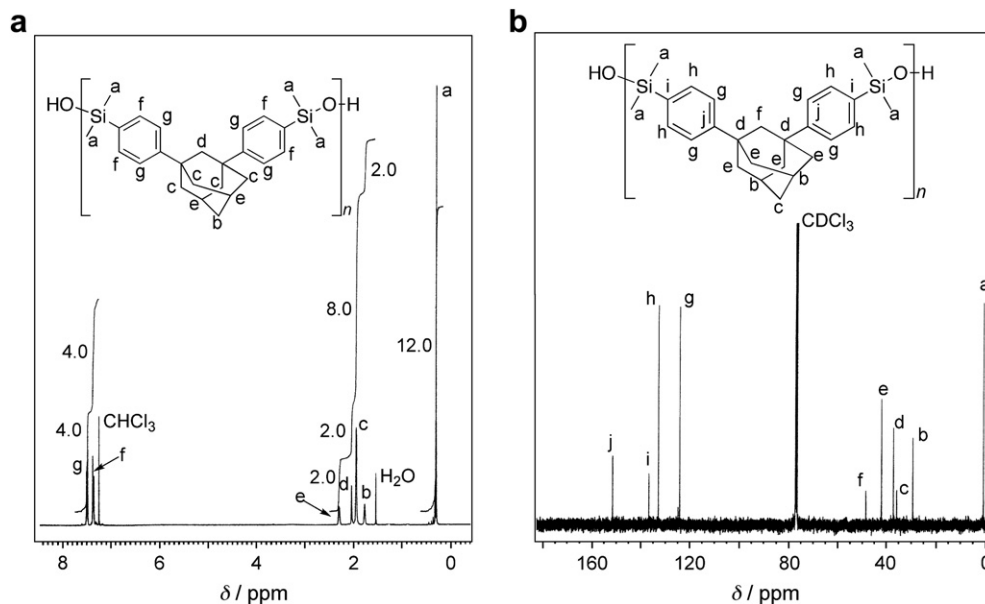 a
HO
a
a
Si
a
a
f
g
f
g
d
c
c
c
c
e
e
b
g
f
g
f
a
a
Si
O
H
n
2.0
a
8.0
12.0
4.0
4.0
CHCl3
g
f
2.0
2.0
c
d
e
b
H2O
8
6
4
2
0
δ / ppm
b
HO
a
Si
a
h
i
h
g
j
g
d
f
d
e
e
e
e
b
b
c
g
j
g
h
i
h
a
Si
a
O
H
n
CDCl3
h
g
a
j
i
e
d
b
f
c
160
120
80
40
0
δ / ppm